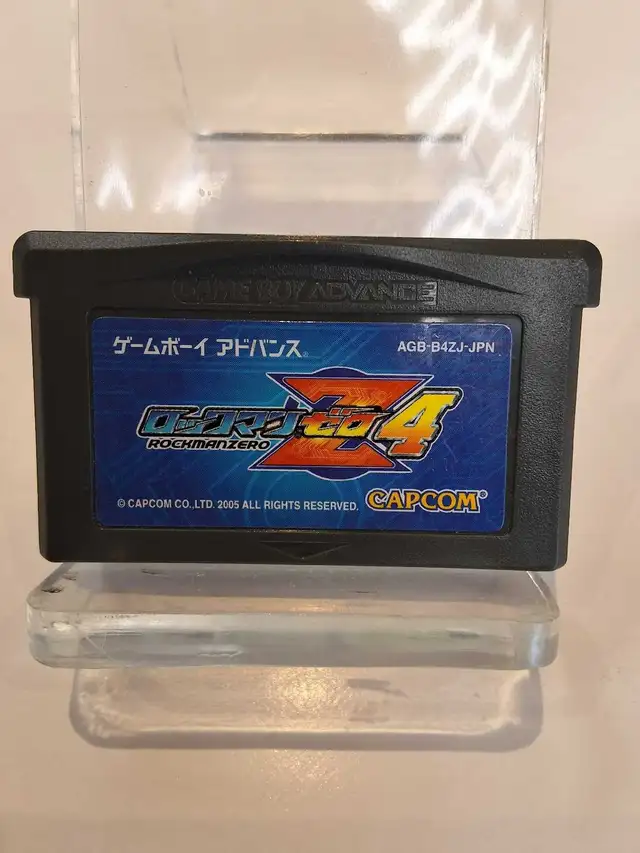 GAME BOY ADVANCE
ゲームボーイ アドバンス®
AGB-B4ZJ-JPN
ロックマン ゼロ 4
ROCKMANZERO
© CAPCOM CO.,LTD. 2005 ALL RIGHTS RESERVED.
CAPCOM®